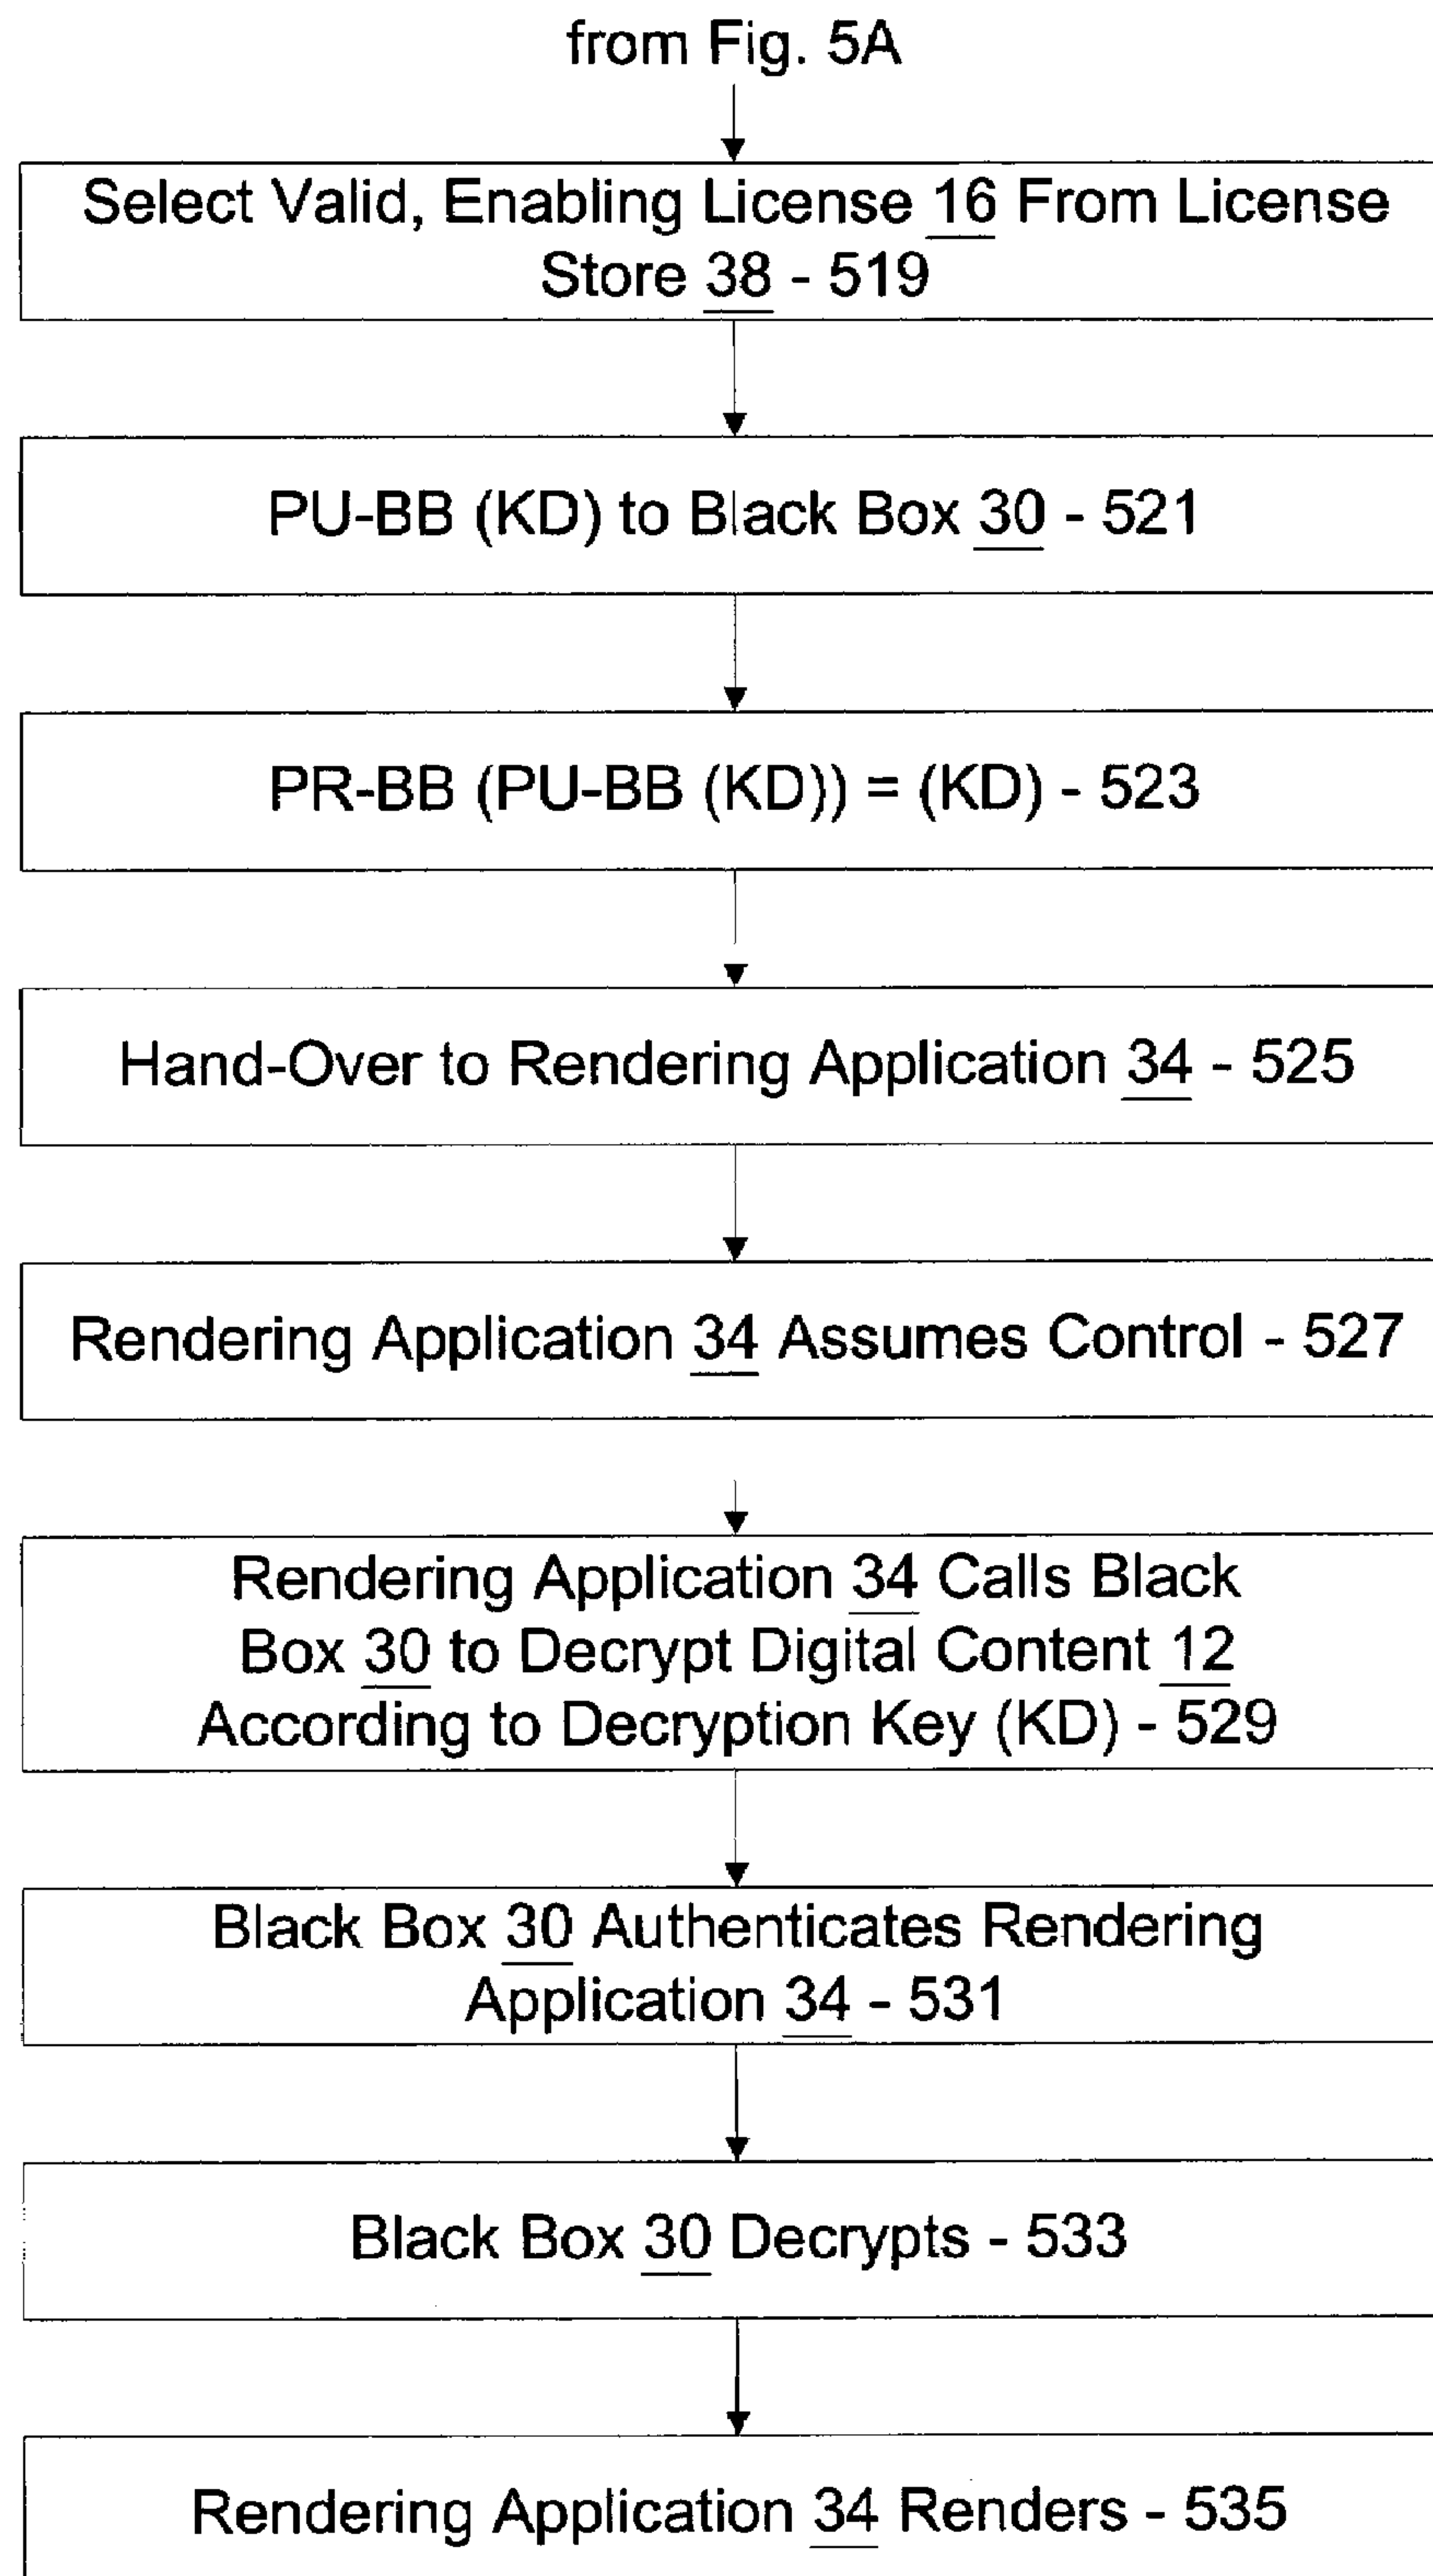 from Fig. 5A
Select Valid, Enabling License 16 From License
Store 38 - 519
PU-BB (KD) to Black Box 30 - 521
PR-BB (PU-BB (KD)) = (KD) - 523
Hand-Over to Rendering Application 34 - 525
Rendering Application 34 Assumes Control - 527
Rendering Application 34 Calls Black
Box 30 to Decrypt Digital Content 12
According to Decryption Key (KD) - 529
Black Box 30 Authenticates Rendering
Application 34 - 531
Black Box 30 Decrypts - 533
Rendering Application 34 Renders - 535